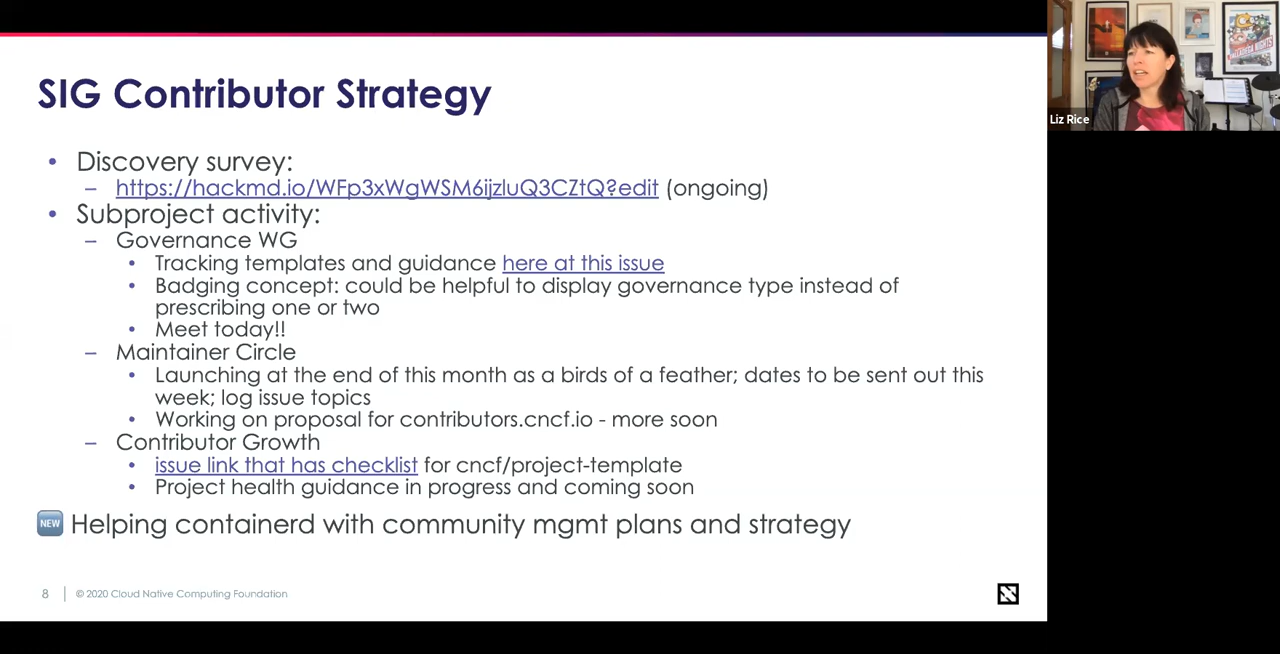 SIG Contributor Strategy
• Discovery survey:
– https://hackmd.io/WFp3xWgWSM6ijzluQ3CZtQ?edit (ongoing)
• Subproject activity:
– Governance WG
• Tracking templates and guidance here at this issue
• Badging concept: could be helpful to display governance type instead of
prescribing one or two
• Meet today!!
– Maintainer Circle
• Launching at the end of this month as a birds of a feather; dates to be sent out this
week; log issue topics
• Working on proposal for contributors.cncf.io - more soon
– Contributor Growth
• issue link that has checklist for cncf/project-template
• Project health guidance in progress and coming soon
NEW Helping containerd with community mgmt plans and strategy
8 | © 2020 Cloud Native Computing Foundation
Liz Rice